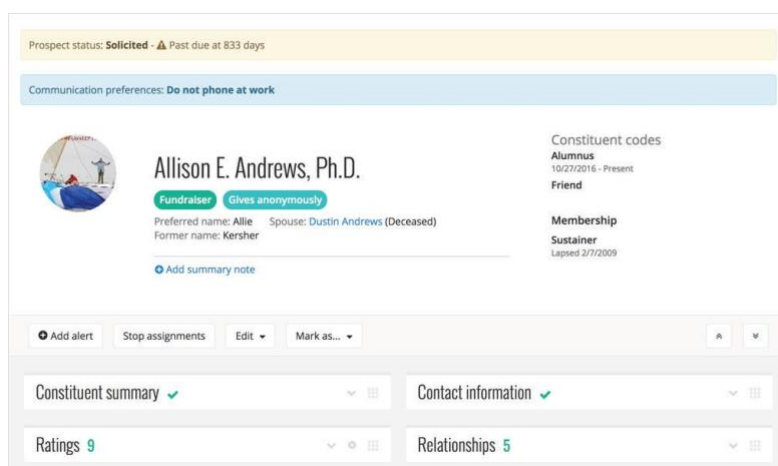 Prospect status: Solicited - Past due at 833 days
Communication preferences: Do not phone at work
Allison E. Andrews, Ph.D.
Fundraiser Gives anonymously
Preferred name: Allie Spouse: Dustin Andrews (Deceased)
Former name: Kersher
Add summary note
Constituent codes
Alumnus
10/27/2016 - Present
Friend
Membership
Sustainer
Lapsed 2/7/2009
Add alert Stop assignments Edit Mark as...
Constituent summary
Contact information
Ratings 9
Relationships 5